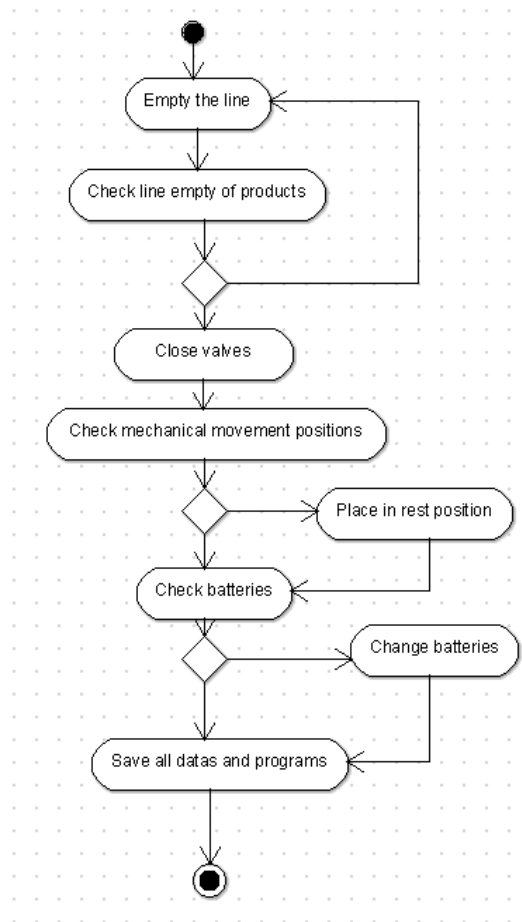 Empty the line
Check line empty of products
Close valves
Check mechanical movement positions
Place in rest position
Check batteries
Change batteries
Save all datas and programs